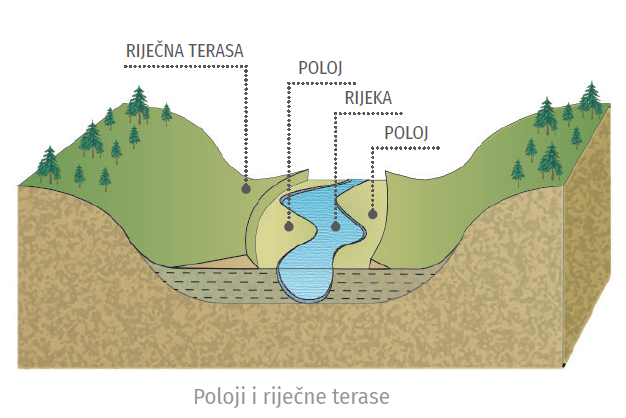 RIJEČNA TERASA
POLOJ
RIJEKA
POLOJ
Poloji i riječne terase